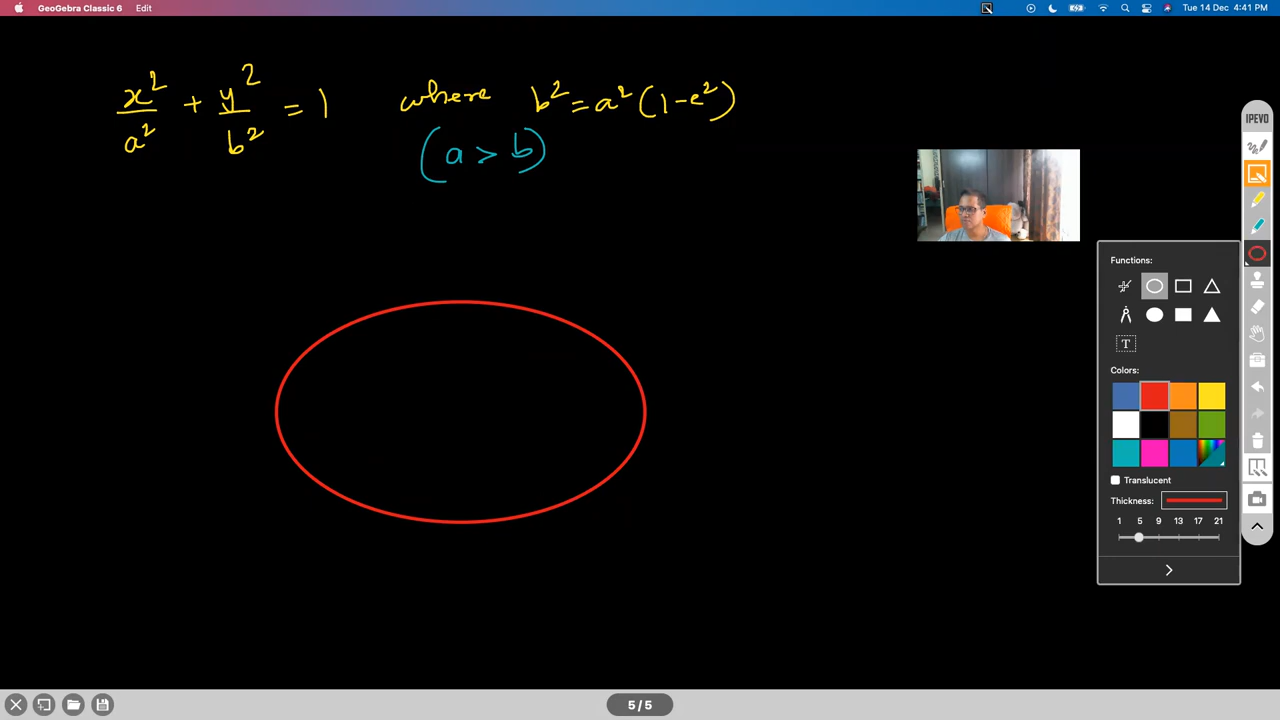 GeoGebra Classic 6 Edit Tue 14 Dec 4:41 PM
x²/a² + y²/b² = 1 where b² = a² (1-e²)
(a > b)
IPEVO
Functions:
T
Colors:
Translucent
Thickness:
1 5 9 13 17 21
5 / 5